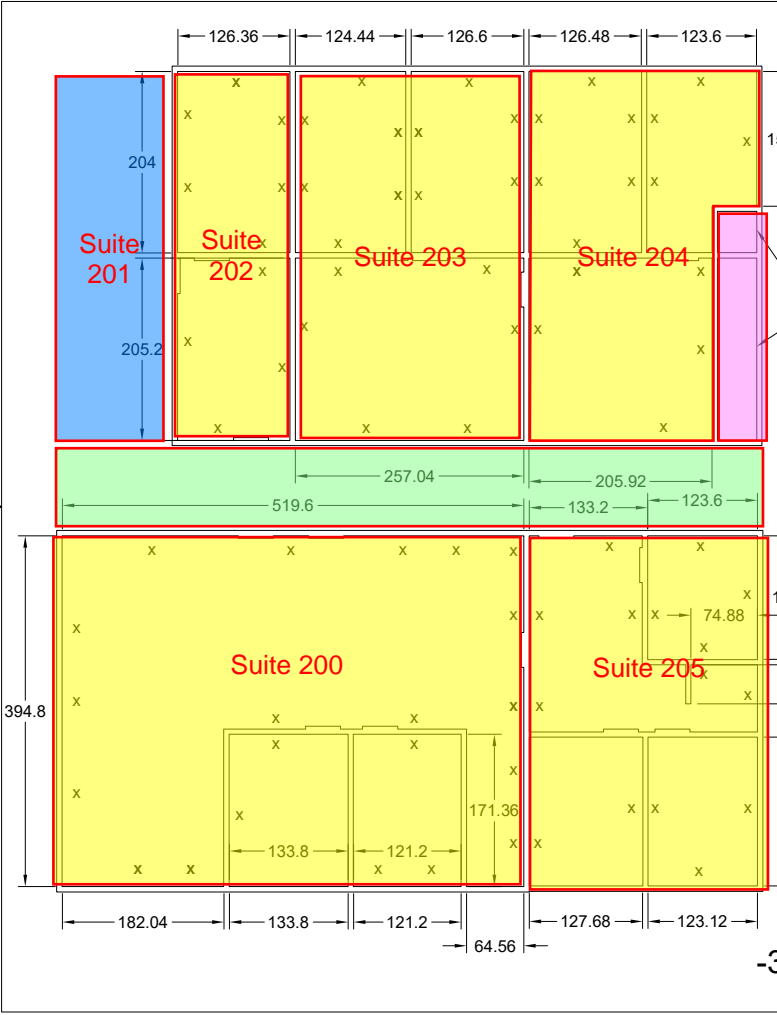 126.36 124.44 126.6 126.48 123.6
x x x x x
x x x x x x x x x
x
204
x x x x x x x x
Suite
201
Suite
202
Suite 203
Suite 204
x x x
x x x x x
205.2
x x x
x x x
x x x x
257.04
205.92
519.6
133.2
123.6
x x x x x x x
x
x x x x
74.88
x
x
Suite 200
Suite 205
x
x
x x x
394.8
x x
x x
x
171.36
x
x x x x
x x
133.8 121.2
x x x x x
182.04 133.8 121.2 127.68 123.12
64.56